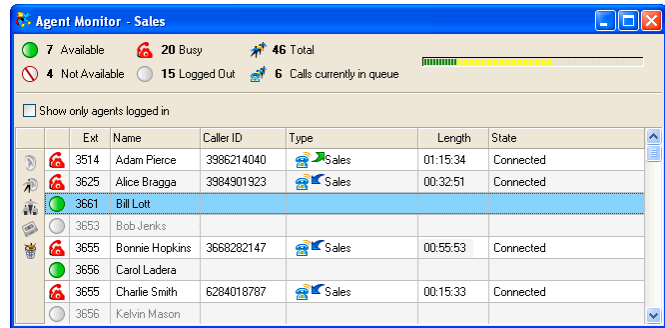 Agent Monitor - Sales
7 Available 20 Busy 46 Total
4 Not Available 15 Logged Out 6 Calls currently in queue
Show only agents logged in
Ext Name Caller ID Type Length State
3514 Adam Pierce 3986214040 Sales 01:15:34 Connected
3625 Alice Bragga 3984901923 Sales 00:32:51 Connected
3661 Bill Lott
3653 Bob Jenks
3655 Bonnie Hopkins 3668282147 Sales 00:55:53 Connected
3656 Carol Ladera
3655 Charlie Smith 6284018787 Sales 00:15:33 Connected
3656 Kelvin Mason